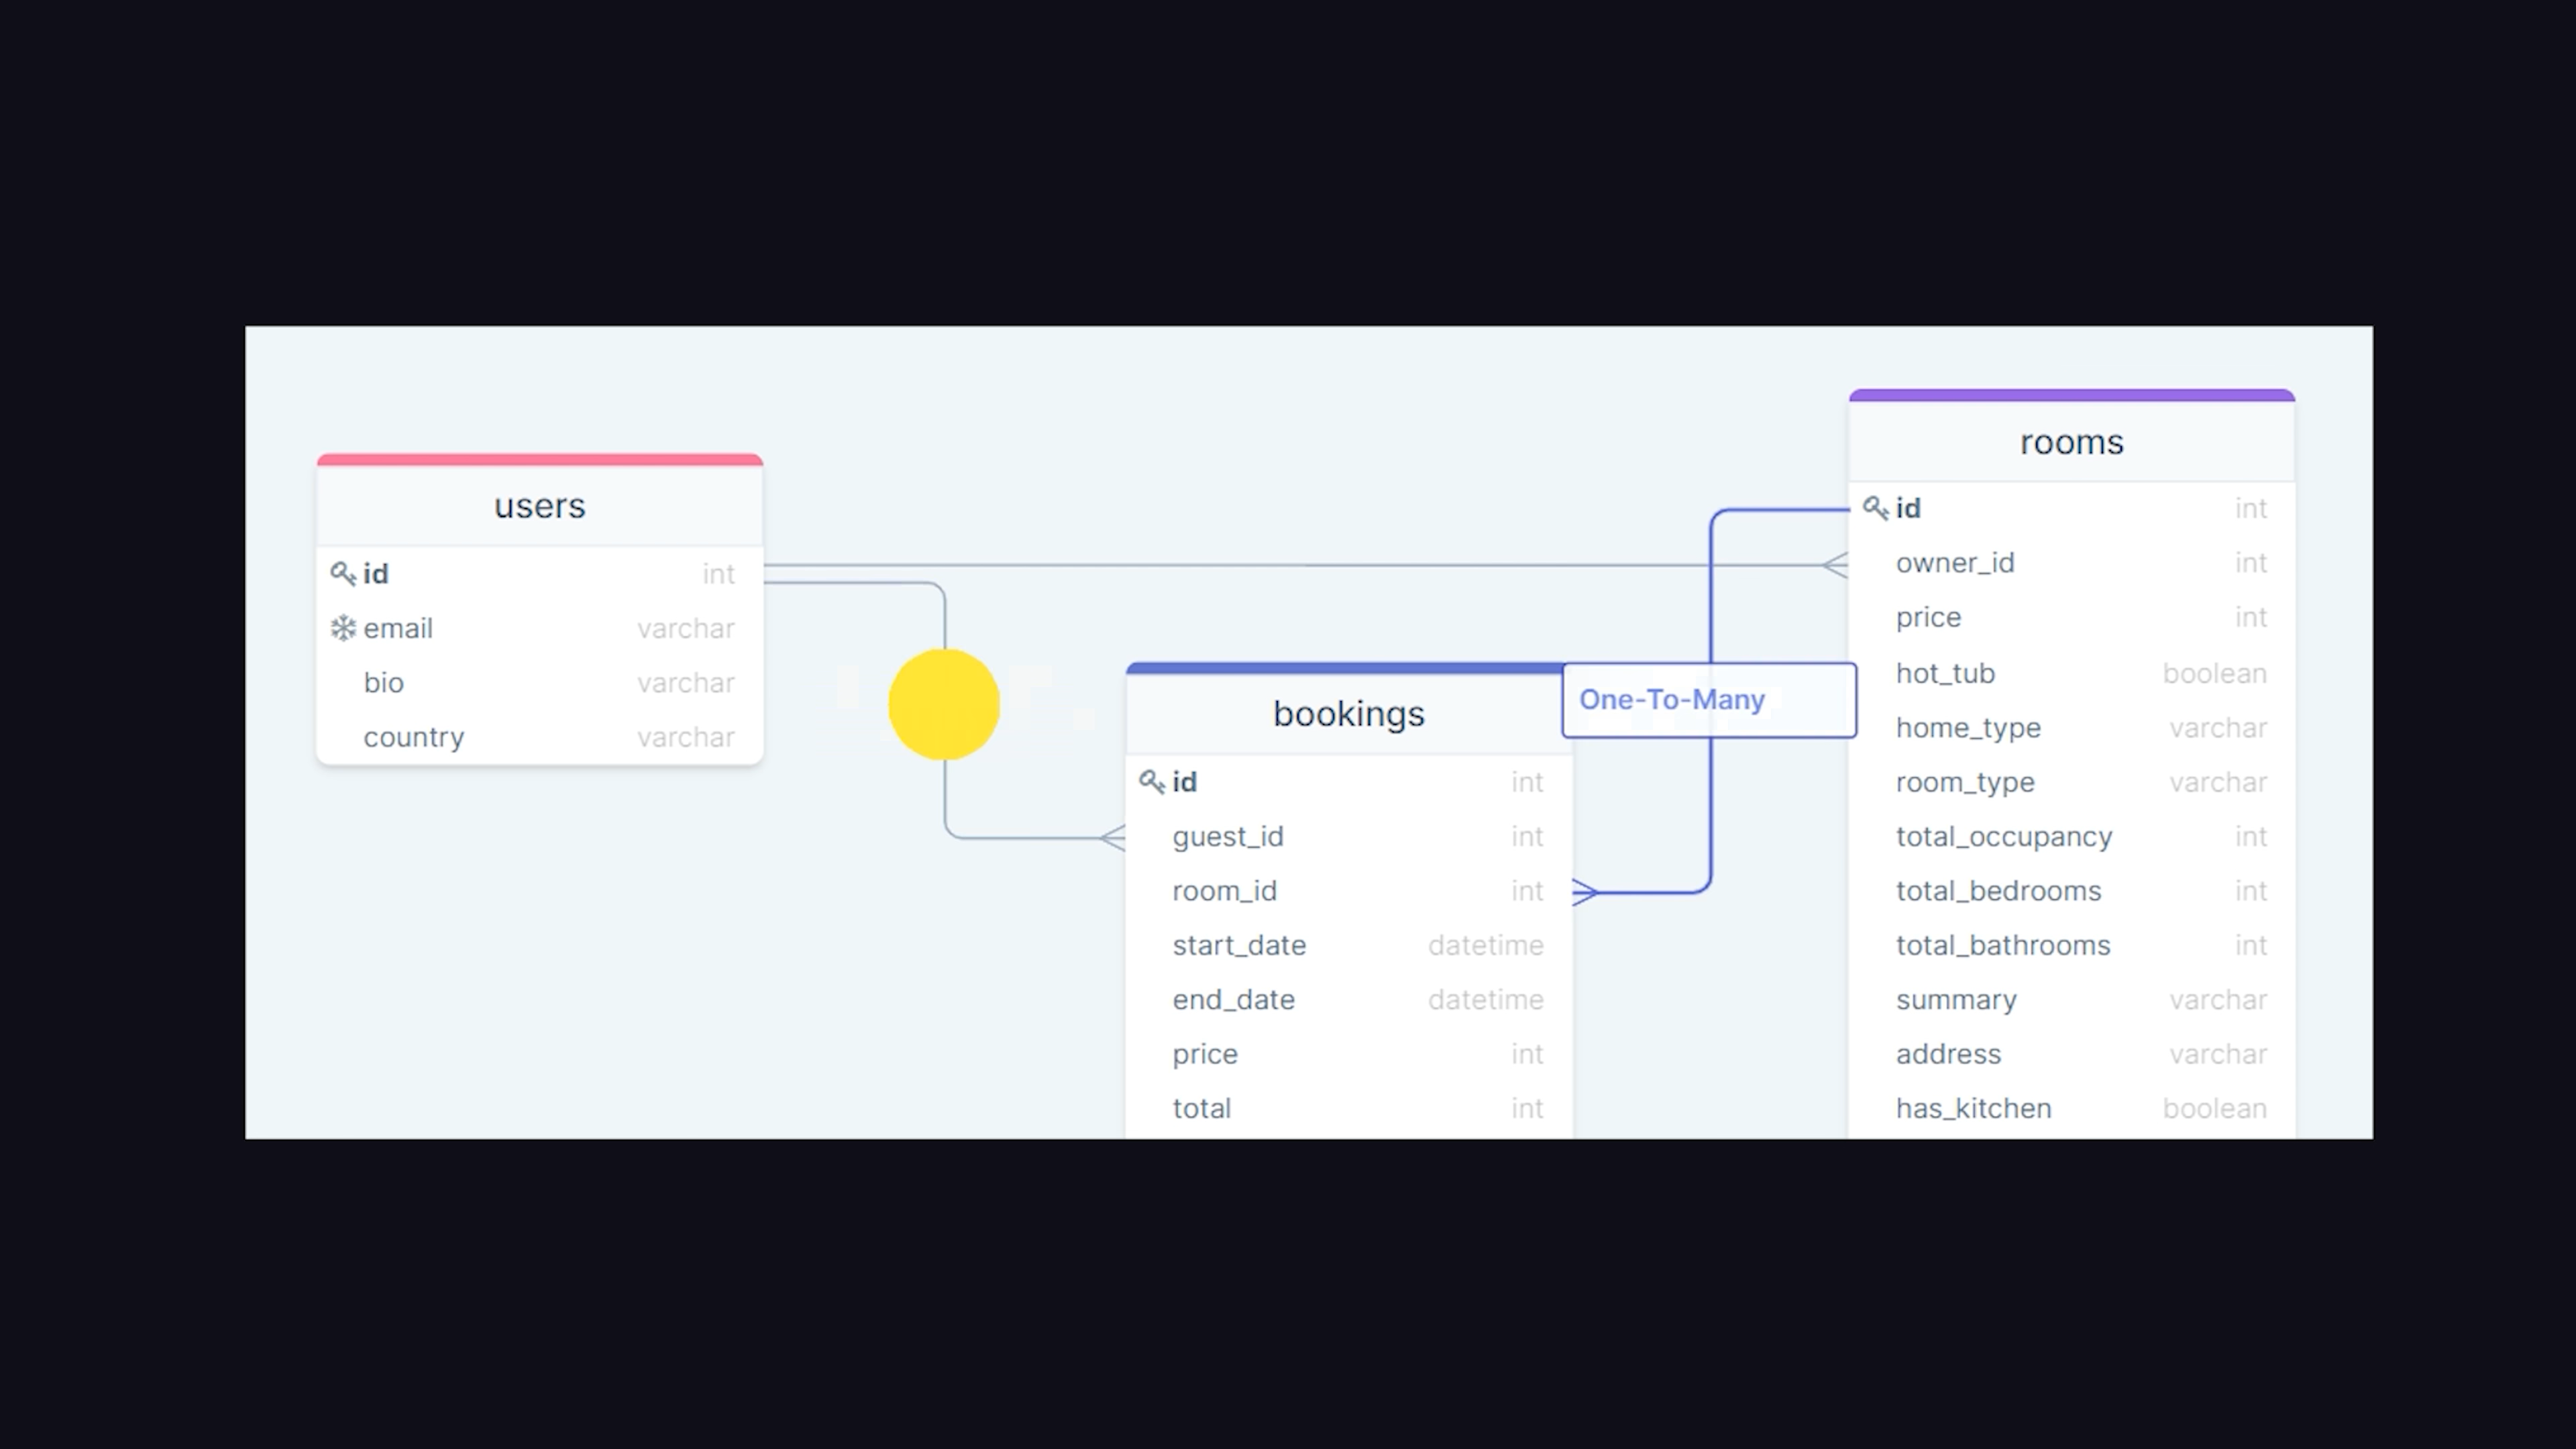 users
id int
email varchar
bio varchar
country varchar
bookings
id int
guest_id int
room_id int
start_date datetime
end_date datetime
price int
total int
One-To-Many
rooms
id int
owner_id int
price int
hot_tub boolean
home_type varchar
room_type varchar
total_occupancy int
total_bedrooms int
total_bathrooms int
summary varchar
address varchar
has_kitchen boolean